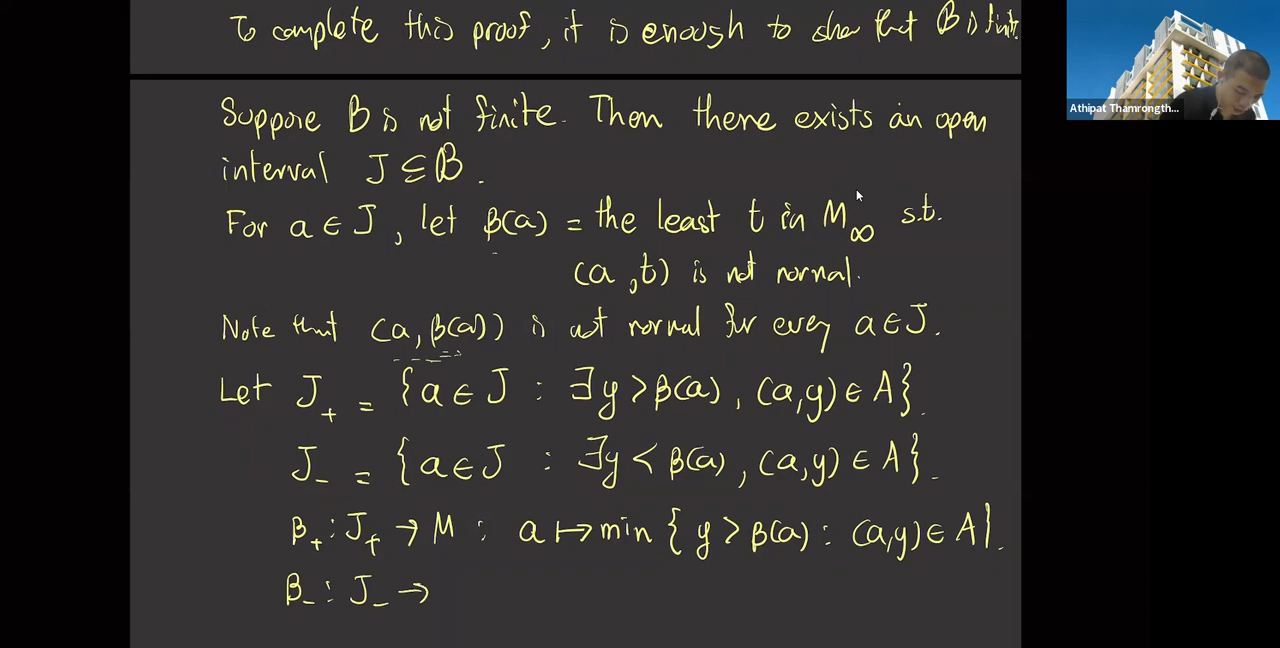 To complete this proof, it is enough to show that B is finite.
Suppose B is not finite. Then there exists an open
interval J ⊆ B.
For a ∈ J, let β(a) = the least t in M∞ s.t.
(a, t) is not normal.
Note that (a, β(a)) is not normal for every a ∈ J.
Let J₊ = {a ∈ J : ∃y > β(a), (a,y) ∈ A}.
J₋ = {a ∈ J : ∃y < β(a), (a,y) ∈ A}.
β₊ : J₊ → M : a ↦ min {y > β(a) : (a,y) ∈ A}.
β₋ : J₋ →
Athipat Thamrongth...